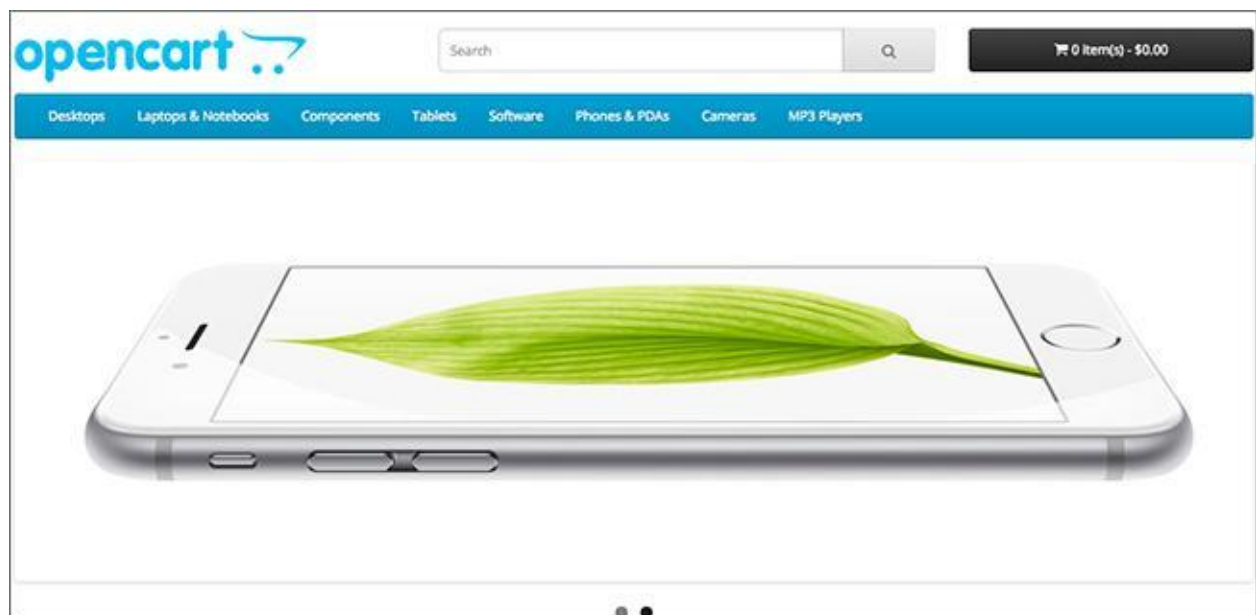 opencart
Search
0 item(s) - $0.00
Desktops Laptops & Notebooks Components Tablets Software Phones & PDAs Cameras MP3 Players